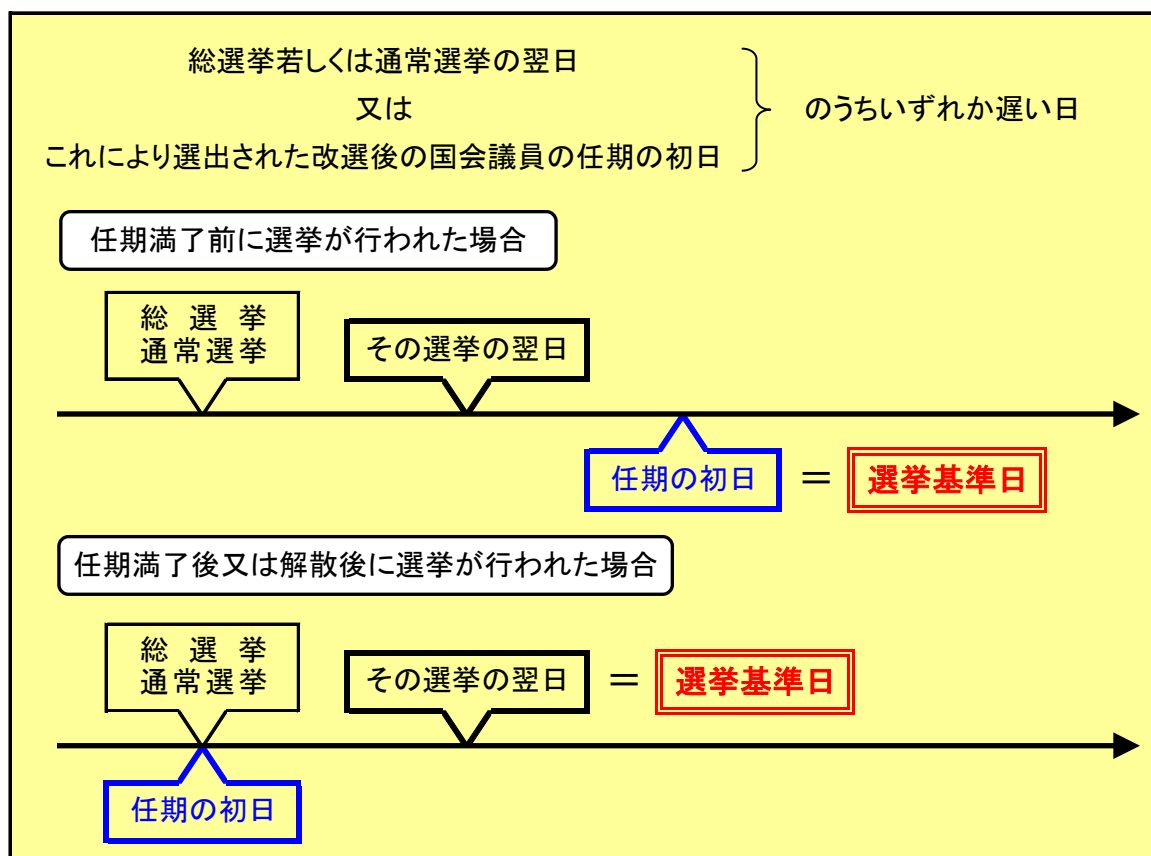 総選挙若しくは通常選挙の翌日
又は
これにより選出された改選後の国会議員の任期の初日
のうちいずれか遅い日
任期満了前に選挙が行われた場合
総選挙
通常選挙
その選挙の翌日
任期の初日 = 選挙基準日
任期満了後又は解散後に選挙が行われた場合
総選挙
通常選挙
その選挙の翌日 = 選挙基準日
任期の初日